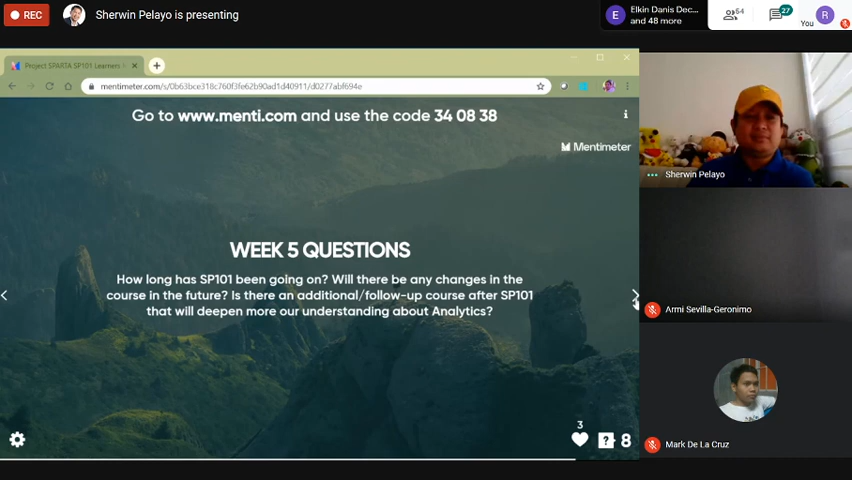 REC
Sherwin Pelayo is presenting
E
Elkin Danis Dec...
and 48 more
54
27
You
R
Project SPARTA SP101 Learners
mentimeter.com/s/0b63bce318c760f3fe62b90ad1d40911/d0277abf694e
Go to www.menti.com and use the code 34 08 38
Mentimeter
WEEK 5 QUESTIONS
How long has SP101 been going on? Will there be any changes in the
course in the future? Is there an additional/follow-up course after SP101
that will deepen more our understanding about Analytics?
3
8
Sherwin Pelayo
Armi Sevilla-Geronimo
Mark De La Cruz